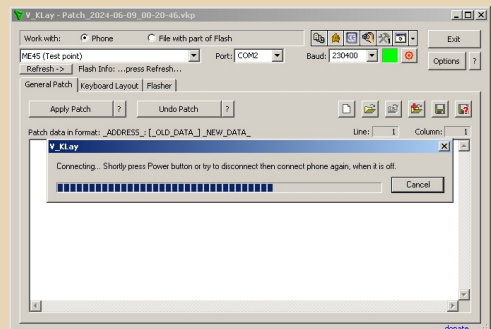 V_KLay - Patch_2024-06-09_00-20-46.vkp
Work with: Phone File with part of Flash Exit
ME45 (Test point) Port: COM2 Baud: 230400 Options ?
Refresh -> Flash Info: ...press Refresh...
General Patch Keyboard Layout Flasher
Apply Patch ? Undo Patch ?
Patch data in format: _ADDRESS_: [_OLD_DATA_] _NEW_DATA_ Line: 1 Column: 1
V_KLay
Connecting... Shortly press Power button or try to disconnect then connect phone again, when it is off.
Cancel
donate